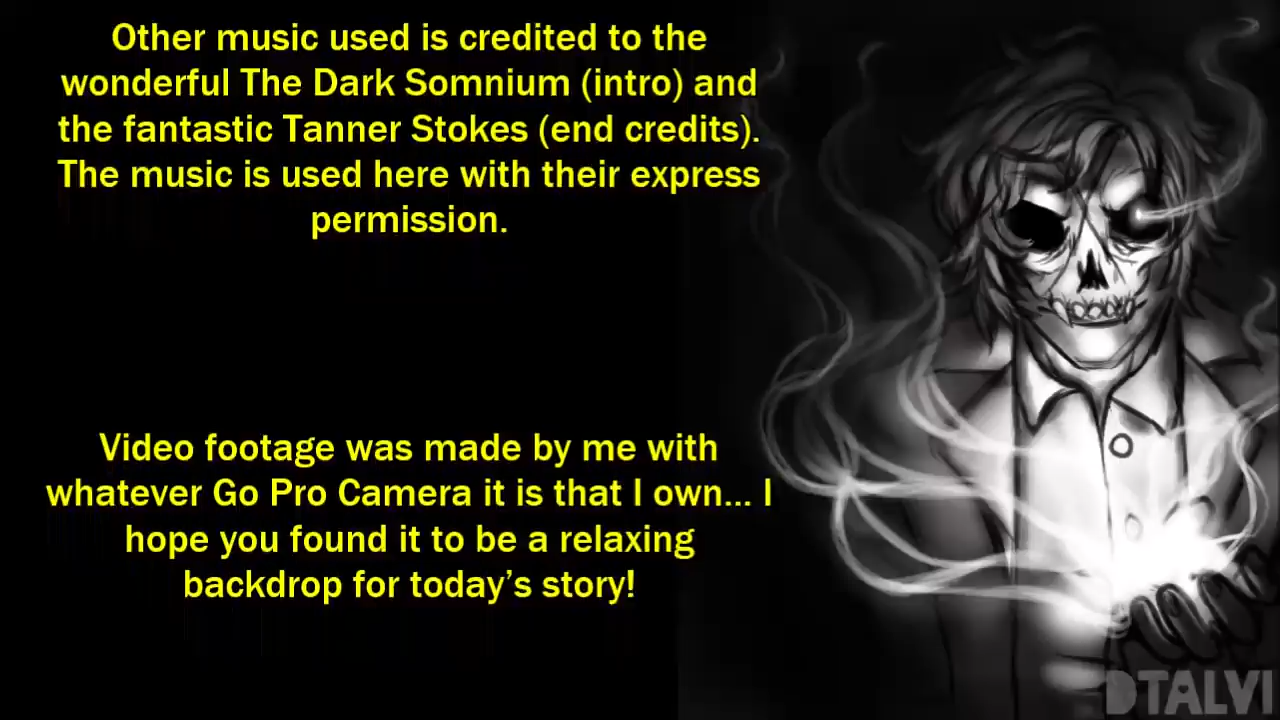 Other music used is credited to the
wonderful The Dark Somnium (intro) and
the fantastic Tanner Stokes (end credits).
The music is used here with their express
permission.
Video footage was made by me with
whatever Go Pro Camera it is that I own... I
hope you found it to be a relaxing
backdrop for today's story!
DTALVI